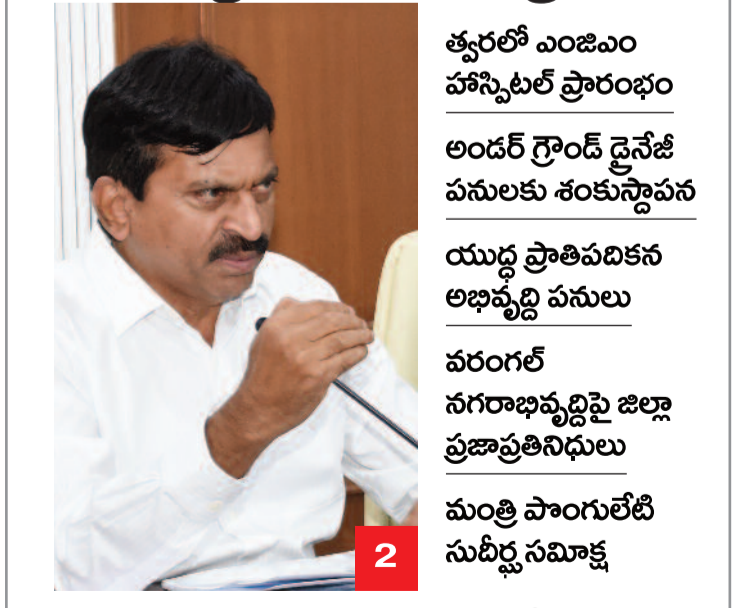 త్వరలో ఎంజిఎం
హాస్పిటల్ ప్రారంభం
అండర్ గ్రౌండ్ డ్రైనేజీ
పనులకు శంకుస్థాపన
యుద్ధ ప్రాతిపదికన
అభివృద్ది పనులు
వరంగల్
నగరాభివృద్దిపై జిల్లా
ప్రజాప్రతినిధులు
మంత్రి పొంగులేటి
సుదీర్ఘ సమీక్ష
2